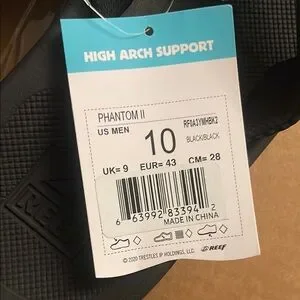 HIGH ARCH SUPPORT
PHANTOM II
US MEN 10 RF0A3YMHBK2
BLACK/BLACK
UK= 9 EUR= 43 CM= 28
6 63992 83394 2
MADE IN CHINA
© 2020 TRESTLES IP HOLDINGS, LLC. REEF